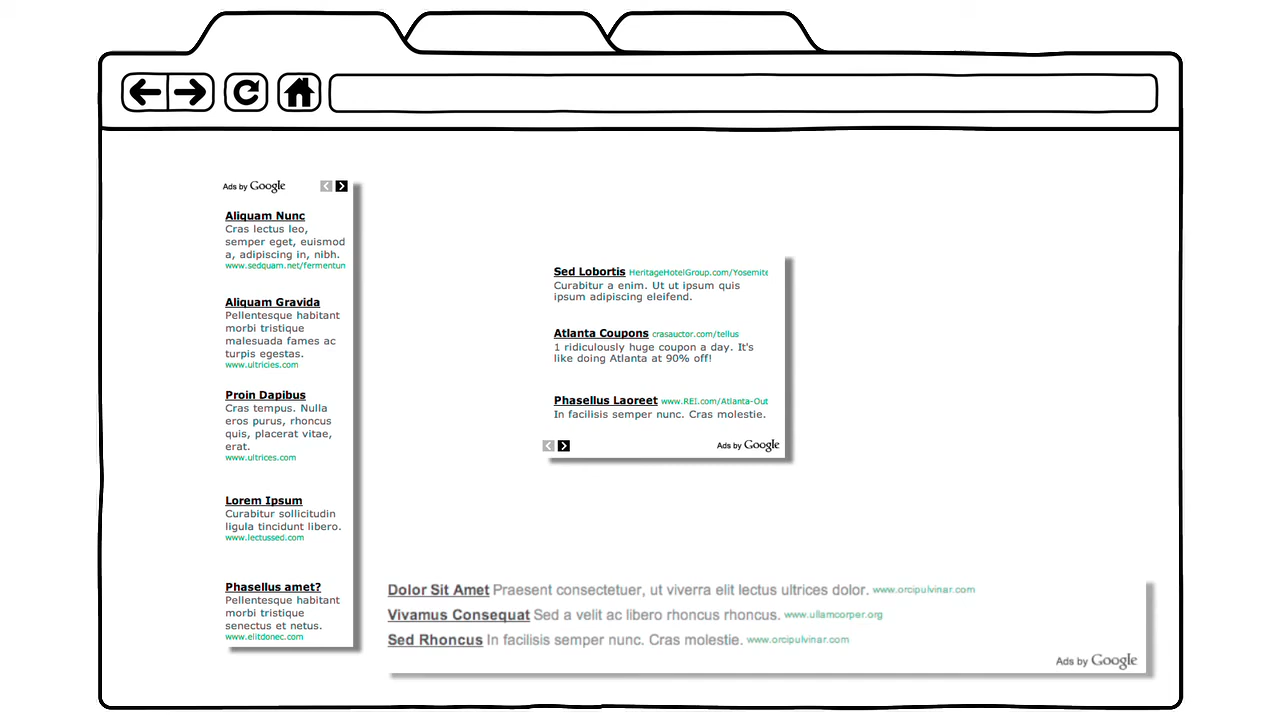 Ads by Google
Aliquam Nunc
Cras lectus leo,
semper eget, euismod
a, adipiscing in, nibh.
www.sedquam.net/fermentun
Aliquam Gravida
Pellentesque habitant
morbi tristique
malesuada fames ac
turpis egestas.
www.ultricies.com
Proin Dapibus
Cras tempus. Nulla
eros purus, rhoncus
quis, placerat vitae,
erat.
www.ultrices.com
Lorem Ipsum
Curabitur sollicitudin
ligula tincidunt libero.
www.lectussed.com
Phasellus amet?
Pellentesque habitant
morbi tristique
senectus et netus.
www.elitdonec.com
Sed Lobortis HeritageHotelGroup.com/Yosemite
Curabitur a enim. Ut ut ipsum quis
ipsum adipiscing eleifend.
Atlanta Coupons crasauctor.com/tellus
1 ridiculously huge coupon a day. It's
like doing Atlanta at 90% off!
Phasellus Laoreet www.REI.com/Atlanta-Out
In facilisis semper nunc. Cras molestie.
Ads by Google
Dolor Sit Amet Praesent consectetuer, ut viverra elit lectus ultrices dolor. www.orcipulvinar.com
Vivamus Consequat Sed a velit ac libero rhoncus rhoncus. www.ullamcorper.org
Sed Rhoncus In facilisis semper nunc. Cras molestie. www.orcipulvinar.com
Ads by Google